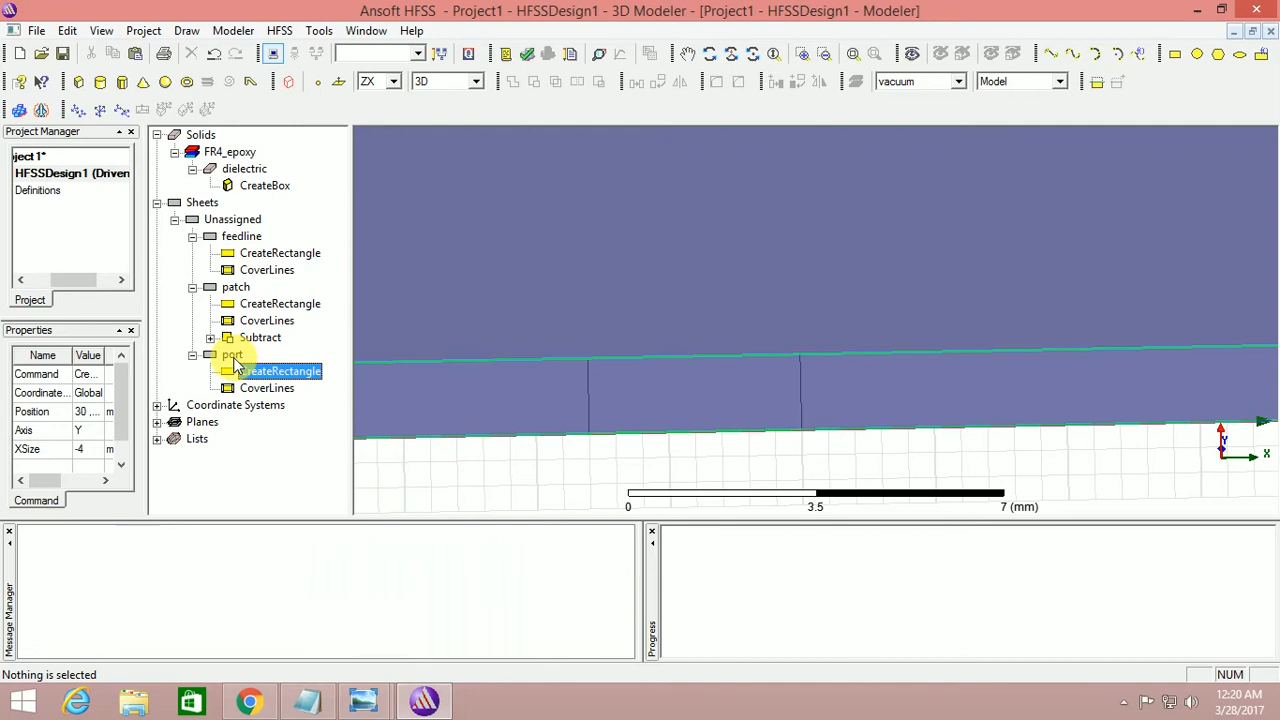 Ansoft HFSS - Project1 - HFSSDesign1 - 3D Modeler - [Project1 - HFSSDesign1 - Modeler]
File Edit View Project Draw Modeler HFSS Tools Window Help
ZX 3D vacuum Model
Project Manager
oject1*
HFSSDesign1 (Driven
Definitions
Project
Properties
Name Value
Command Cre...
Coordinate... Global
Position 30 ,... m
Axis Y
XSize -4 m
Command
Solids
FR4_epoxy
dielectric
CreateBox
Sheets
Unassigned
feedline
CreateRectangle
CoverLines
patch
CreateRectangle
CoverLines
Subtract
port
CreateRectangle
CoverLines
Coordinate Systems
Planes
Lists
Y
X
0 3.5 7 (mm)
Message Manager
Progress
Nothing is selected
NUM
12:20 AM
3/28/2017